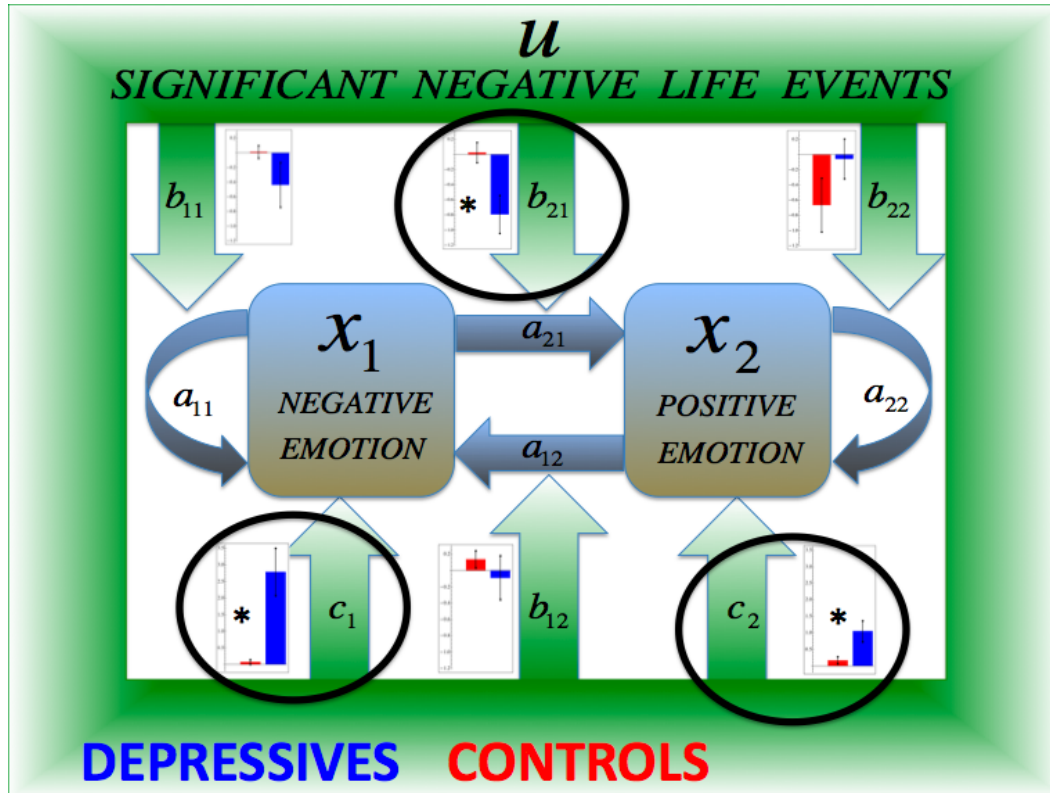 u
SIGNIFICANT NEGATIVE LIFE EVENTS
b11
*
b21
b22
x1
NEGATIVE
EMOTION
a21
x2
POSITIVE
EMOTION
a11
a12
a22
*
c1
b12
c2
*
DEPRESSIVES CONTROLS